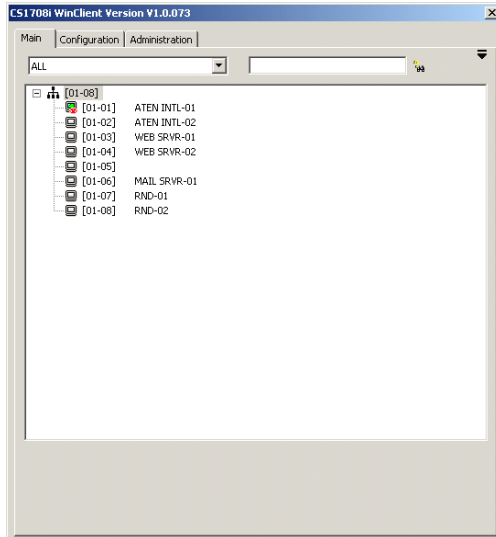 CS1708i WinClient Version V1.0.073
Main Configuration Administration
ALL
[01-08]
[01-01] ATEN INTL-01
[01-02] ATEN INTL-02
[01-03] WEB SRVR-01
[01-04] WEB SRVR-02
[01-05]
[01-06] MAIL SRVR-01
[01-07] RND-01
[01-08] RND-02